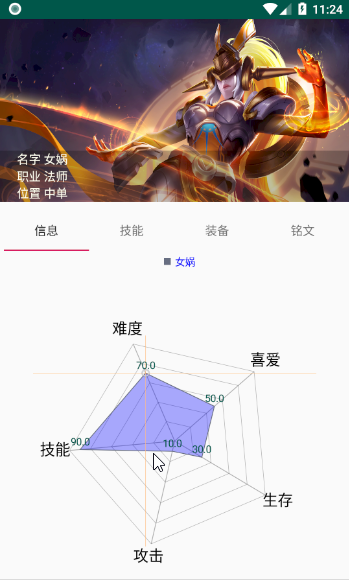 11:24
名字 女娲
职业 法师
位置 中单
信息 技能 装备 铭文
女娲
难度
喜爱
70.0
50.0
技能 90.0
10.0 30.0
生存
攻击